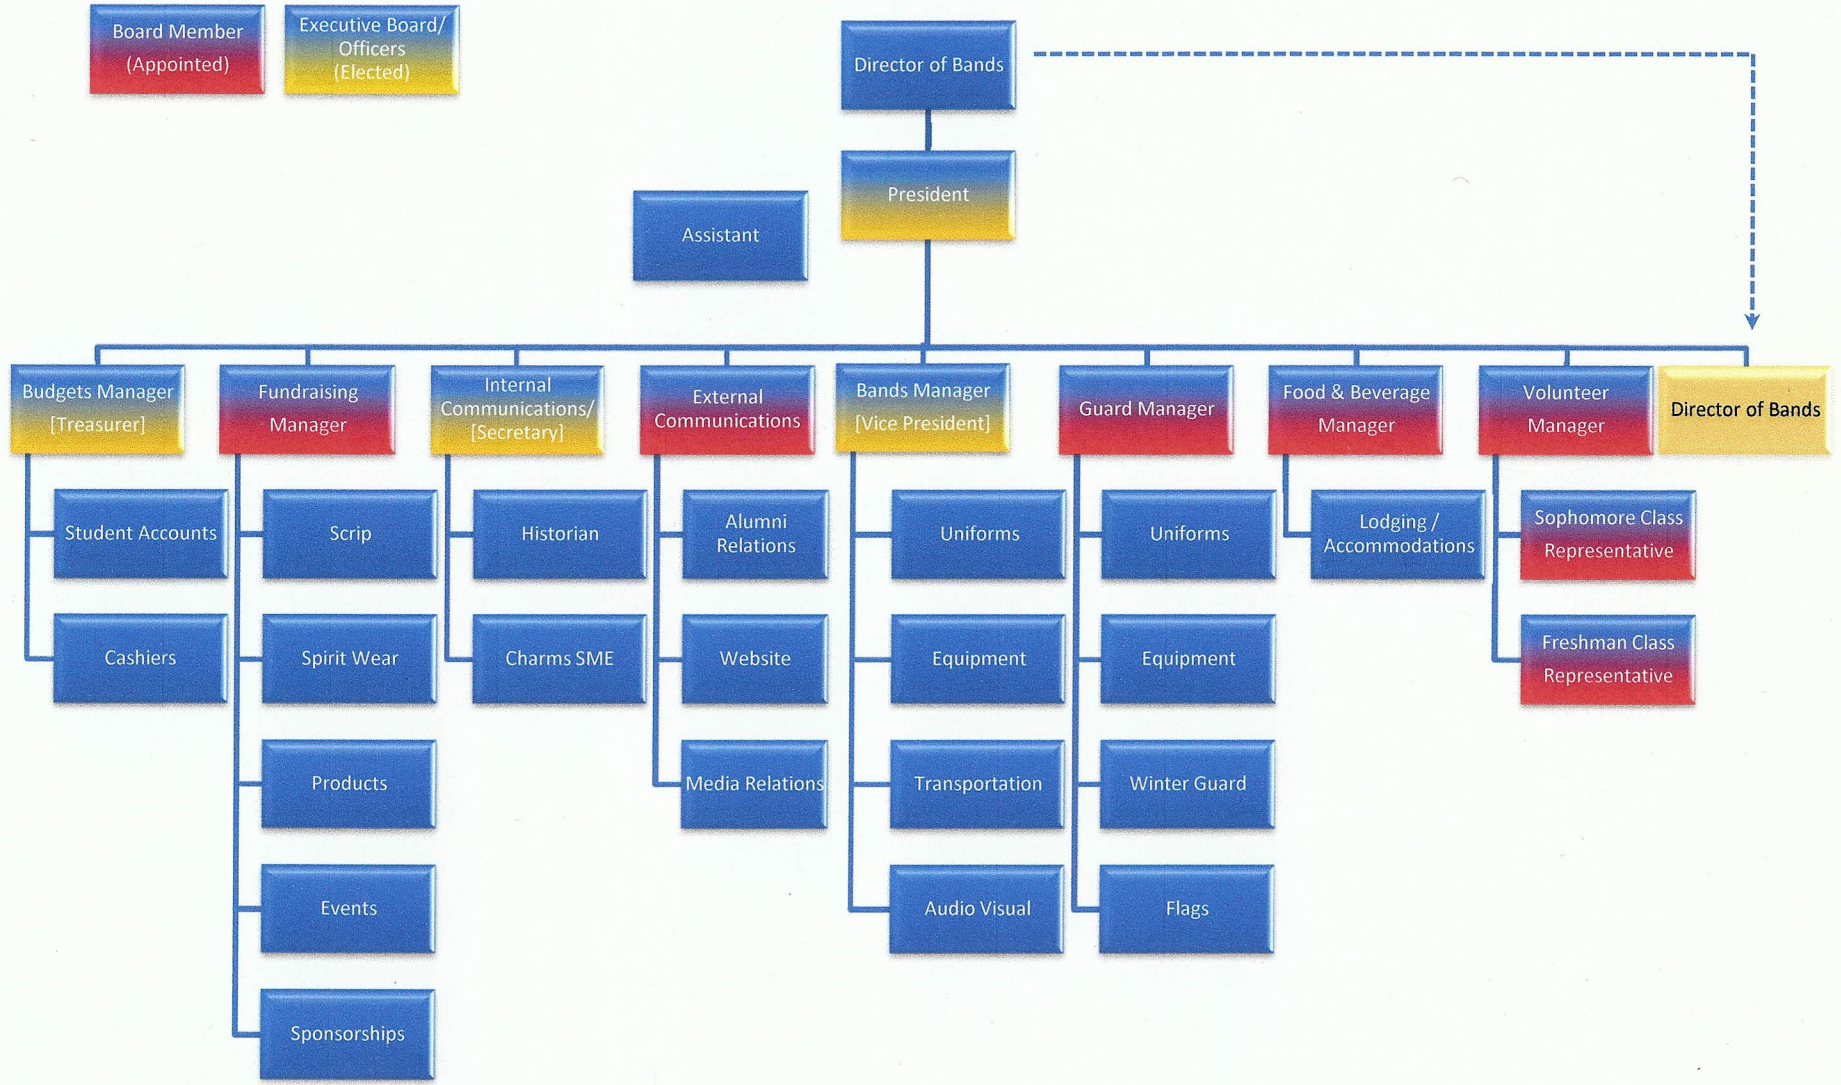 Board Member
(Appointed)
Executive Board/
Officers
(Elected)
Director of Bands
President
Assistant
Budgets Manager
[Treasurer]
Fundraising
Manager
Internal
Communications/
[Secretary]
External
Communications
Bands Manager
[Vice President]
Guard Manager
Food & Beverage
Manager
Volunteer
Manager
Director of Bands
Student Accounts
Cashiers
Scrip
Spirit Wear
Products
Events
Sponsorships
Historian
Charms SME
Alumni
Relations
Website
Media Relations
Uniforms
Equipment
Transportation
Audio Visual
Uniforms
Equipment
Winter Guard
Flags
Lodging /
Accommodations
Sophomore Class
Representative
Freshman Class
Representative